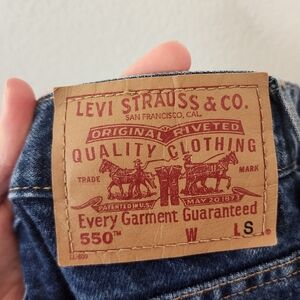 LEVI STRAUSS & CO.
SAN FRANCISCO, CAL.
ORIGINAL RIVETED
QUALITY CLOTHING
TRADE MARK
PATENTED IN U.S. MAY 20 1873
Every Garment Guaranteed
550™ W L S ®